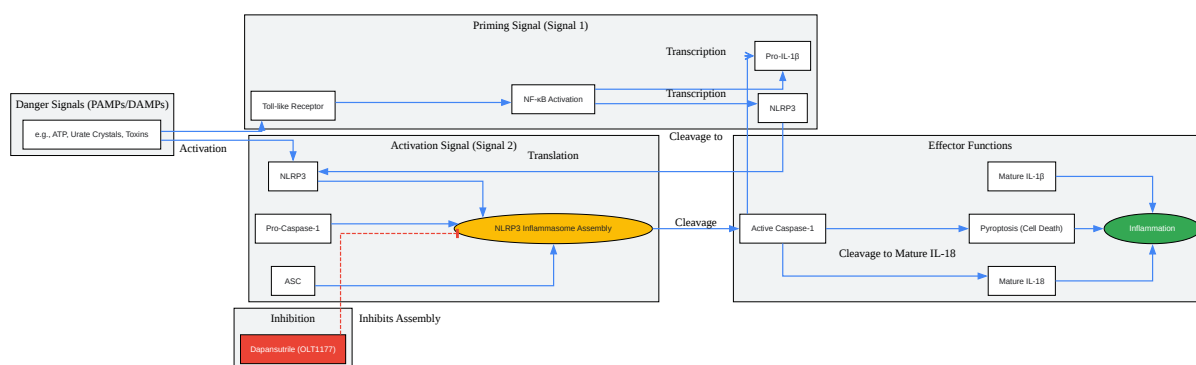 Priming Signal (Signal 1)
Transcription
Pro-IL-1β
Transcription
Toll-like Receptor
NF-κB Activation
NLRP3
Danger Signals (PAMPs/DAMPs)
e.g., ATP, Urate Crystals, Toxins
Activation
Cleavage to
Activation Signal (Signal 2)
Translation
NLRP3
Pro-Caspase-1
NLRP3 Inflammasome Assembly
ASC
Cleavage
Effector Functions
Mature IL-1β
Active Caspase-1
Pyroptosis (Cell Death)
Inflammation
Cleavage to Mature IL-18
Mature IL-18
Inhibition
Inhibits Assembly
Dapansutrile (OLT1177)